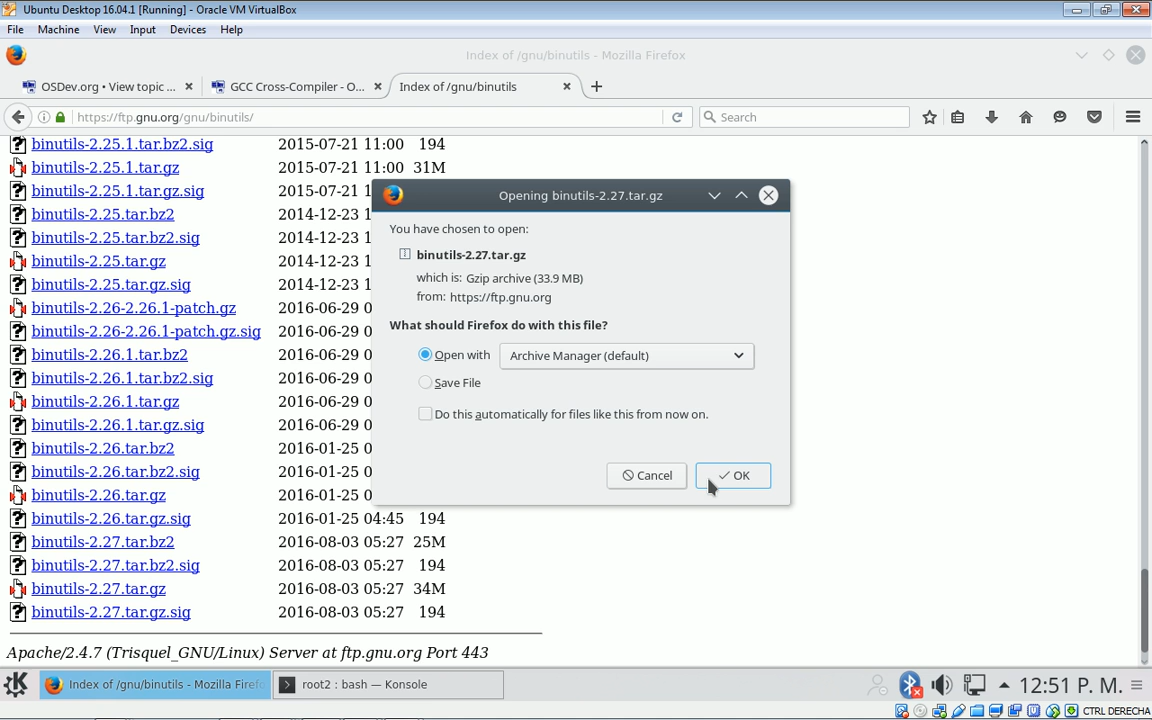 Ubuntu Desktop 16.04.1 [Running] - Oracle VM VirtualBox
File Machine View Input Devices Help
Index of /gnu/binutils - Mozilla Firefox
OSDev.org • View topic ... GCC Cross-Compiler - O... Index of /gnu/binutils
https://ftp.gnu.org/gnu/binutils/ Search
binutils-2.25.1.tar.bz2.sig 2015-07-21 11:00 194
binutils-2.25.1.tar.gz 2015-07-21 11:00 31M
binutils-2.25.1.tar.gz.sig 2015-07-21 1
binutils-2.25.tar.bz2 2014-12-23 1
binutils-2.25.tar.bz2.sig 2014-12-23 1
binutils-2.25.tar.gz 2014-12-23 1
binutils-2.25.tar.gz.sig 2014-12-23 1
binutils-2.26-2.26.1-patch.gz 2016-06-29 0
binutils-2.26-2.26.1-patch.gz.sig 2016-06-29 0
binutils-2.26.1.tar.bz2 2016-06-29 0
binutils-2.26.1.tar.bz2.sig 2016-06-29 0
binutils-2.26.1.tar.gz 2016-06-29 0
binutils-2.26.1.tar.gz.sig 2016-06-29 0
binutils-2.26.tar.bz2 2016-01-25 0
binutils-2.26.tar.bz2.sig 2016-01-25 0
binutils-2.26.tar.gz 2016-01-25 0
binutils-2.26.tar.gz.sig 2016-01-25 04:45 194
binutils-2.27.tar.bz2 2016-08-03 05:27 25M
binutils-2.27.tar.bz2.sig 2016-08-03 05:27 194
binutils-2.27.tar.gz 2016-08-03 05:27 34M
binutils-2.27.tar.gz.sig 2016-08-03 05:27 194
Apache/2.4.7 (Trisquel_GNU/Linux) Server at ftp.gnu.org Port 443
Opening binutils-2.27.tar.gz
You have chosen to open:
binutils-2.27.tar.gz
which is: Gzip archive (33.9 MB)
from: https://ftp.gnu.org
What should Firefox do with this file?
Open with Archive Manager (default)
Save File
Do this automatically for files like this from now on.
Cancel OK
Index of /gnu/binutils - Mozilla Firefo root2 : bash — Konsole 12:51 P. M.
CTRL DERECHA